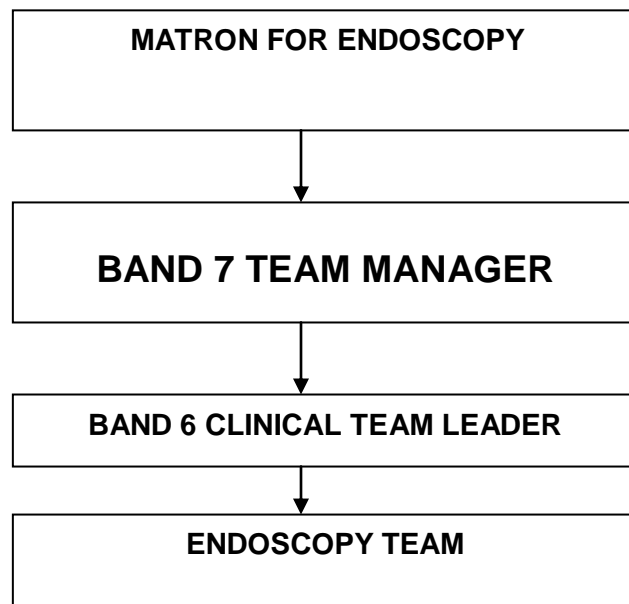 MATRON FOR ENDOSCOPY
BAND 7 TEAM MANAGER
BAND 6 CLINICAL TEAM LEADER
ENDOSCOPY TEAM